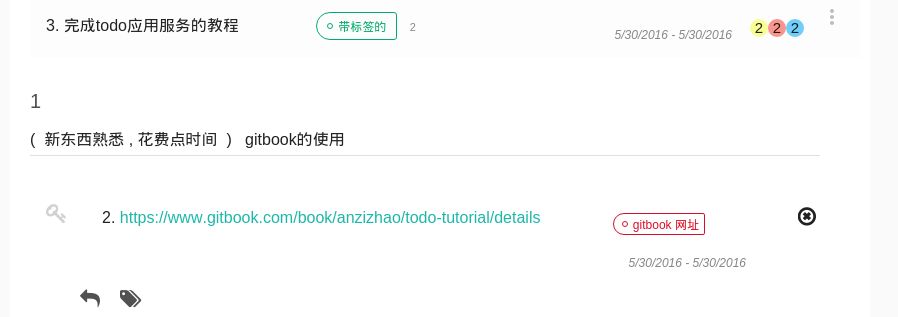 3. 完成todo应用服务的教程 带标签的 2
5/30/2016 - 5/30/2016 2 2 2
1
( 新东西熟悉 , 花费点时间 ) gitbook的使用
2. https://www.gitbook.com/book/anzizhao/todo-tutorial/details gitbook 网址
5/30/2016 - 5/30/2016